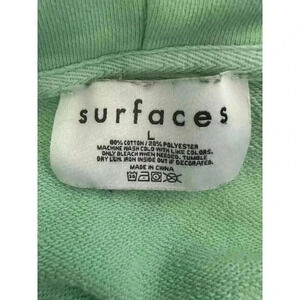 surfaces
L
80% COTTON / 20% POLYESTER
MACHINE WASH COLD WITH LIKE COLORS.
ONLY BLEACH WHEN NEEDED. TUMBLE
DRY LOW. IRON INSIDE OUT IF DECORATED.
MADE IN CHINA